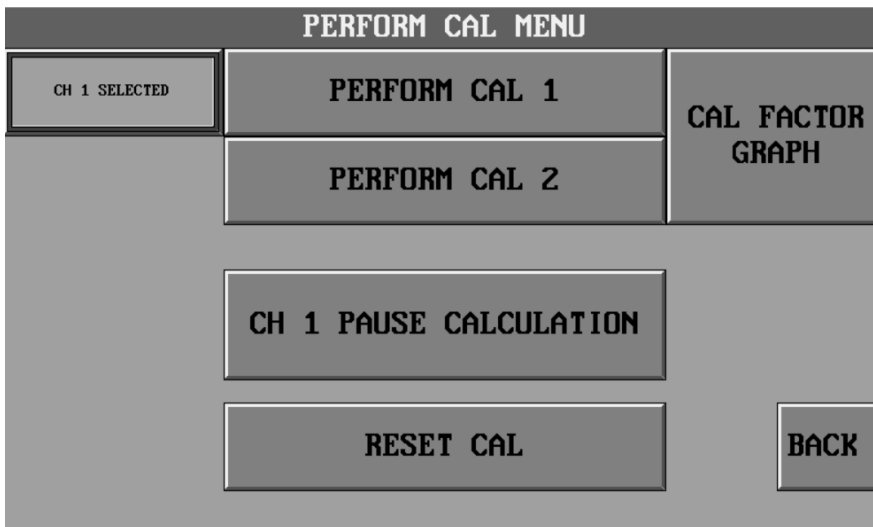 PERFORM CAL MENU
CH 1 SELECTED
PERFORM CAL 1
CAL FACTOR
GRAPH
PERFORM CAL 2
CH 1 PAUSE CALCULATION
RESET CAL
BACK